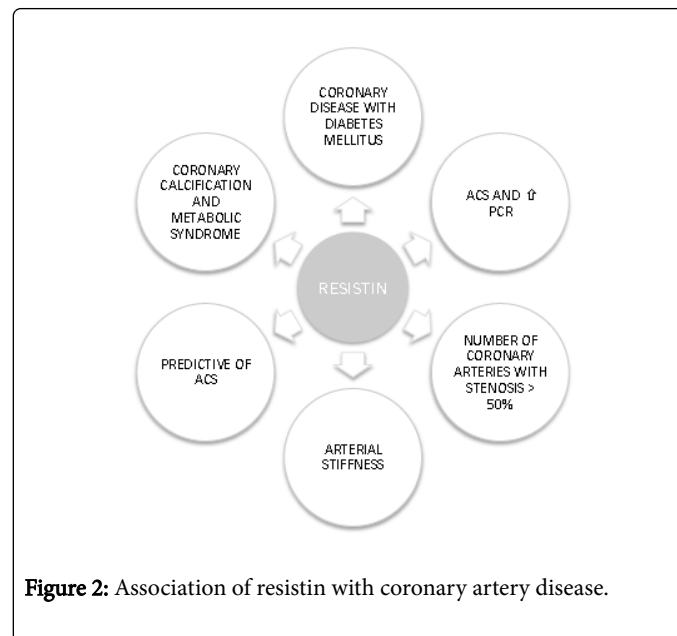 CORONARY
DISEASE WITH
DIABETES
MELLITUS
CORONARY
CALCIFICATION
AND
METABOLIC
SYNDROME
ACS AND ⇧
PCR
RESISTIN
PREDICTIVE OF
ACS
NUMBER OF
CORONARY
ARTERIES WITH
STENOSIS >
50%
ARTERIAL
STIFFNESS
Figure 2: Association of resistin with coronary artery disease.